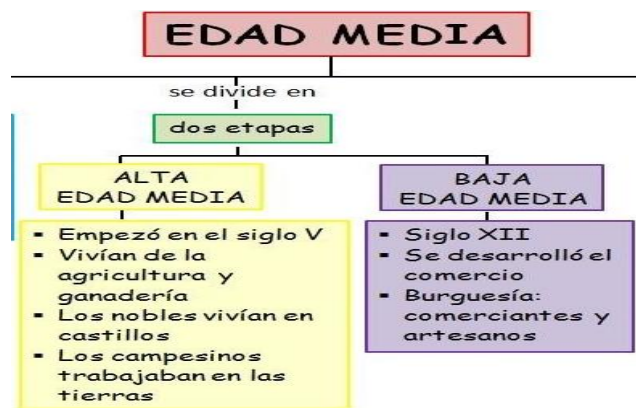 EDAD MEDIA
se divide en
dos etapas
ALTA
EDAD MEDIA
▪ Empezó en el siglo V
▪ Vivían de la
agricultura y
ganadería
▪ Los nobles vivían en
castillos
▪ Los campesinos
trabajaban en las
tierras
BAJA
EDAD MEDIA
▪ Siglo XII
▪ Se desarrolló el
comercio
▪ Burguesía:
comerciantes y
artesanos